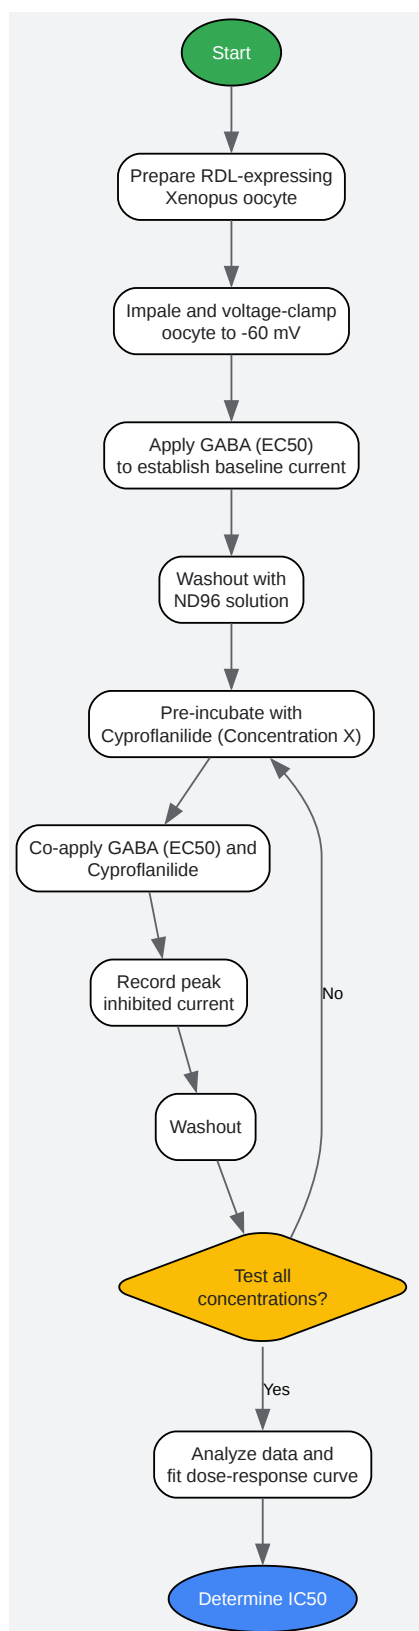 Start
Prepare RDL-expressing
Xenopus oocyte
Impale and voltage-clamp
oocyte to -60 mV
Apply GABA (EC50)
to establish baseline current
Washout with
ND96 solution
Pre-incubate with
Cyproflanilide (Concentration X)
Co-apply GABA (EC50) and
Cyproflanilide
Record peak
inhibited current
No
Washout
Test all
concentrations?
Yes
Analyze data and
fit dose-response curve
Determine IC50